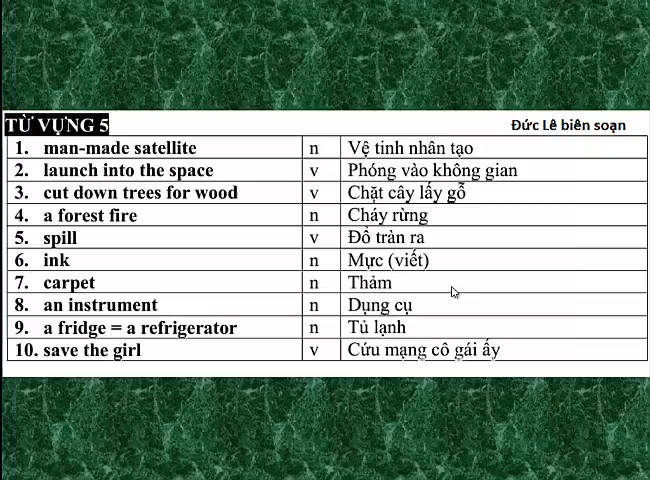 TỪ VỰNG 5 Đức Lê biên soạn
1. man-made satellite n Vệ tinh nhân tạo
2. launch into the space v Phóng vào không gian
3. cut down trees for wood v Chặt cây lấy gỗ
4. a forest fire n Cháy rừng
5. spill v Đổ tràn ra
6. ink n Mực (viết)
7. carpet n Thảm
8. an instrument n Dụng cụ
9. a fridge = a refrigerator n Tủ lạnh
10. save the girl v Cứu mạng cô gái ấy